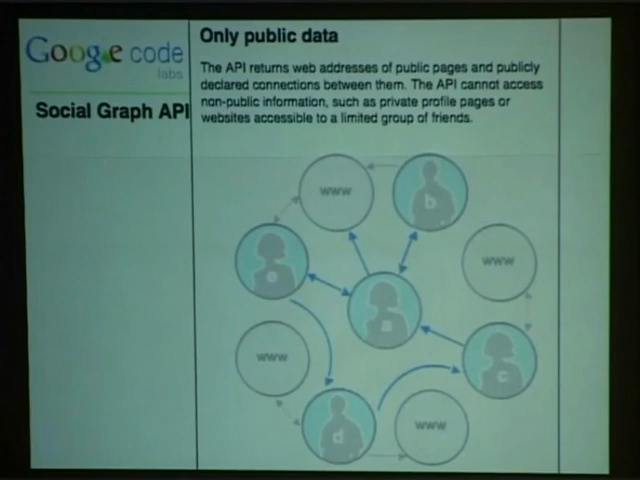 Google code
labs
Social Graph API
Only public data
The API returns web addresses of public pages and publicly
declared connections between them. The API cannot access
non-public information, such as private profile pages or
websites accessible to a limited group of friends.
www
b
e
www
a
www
c
d
www